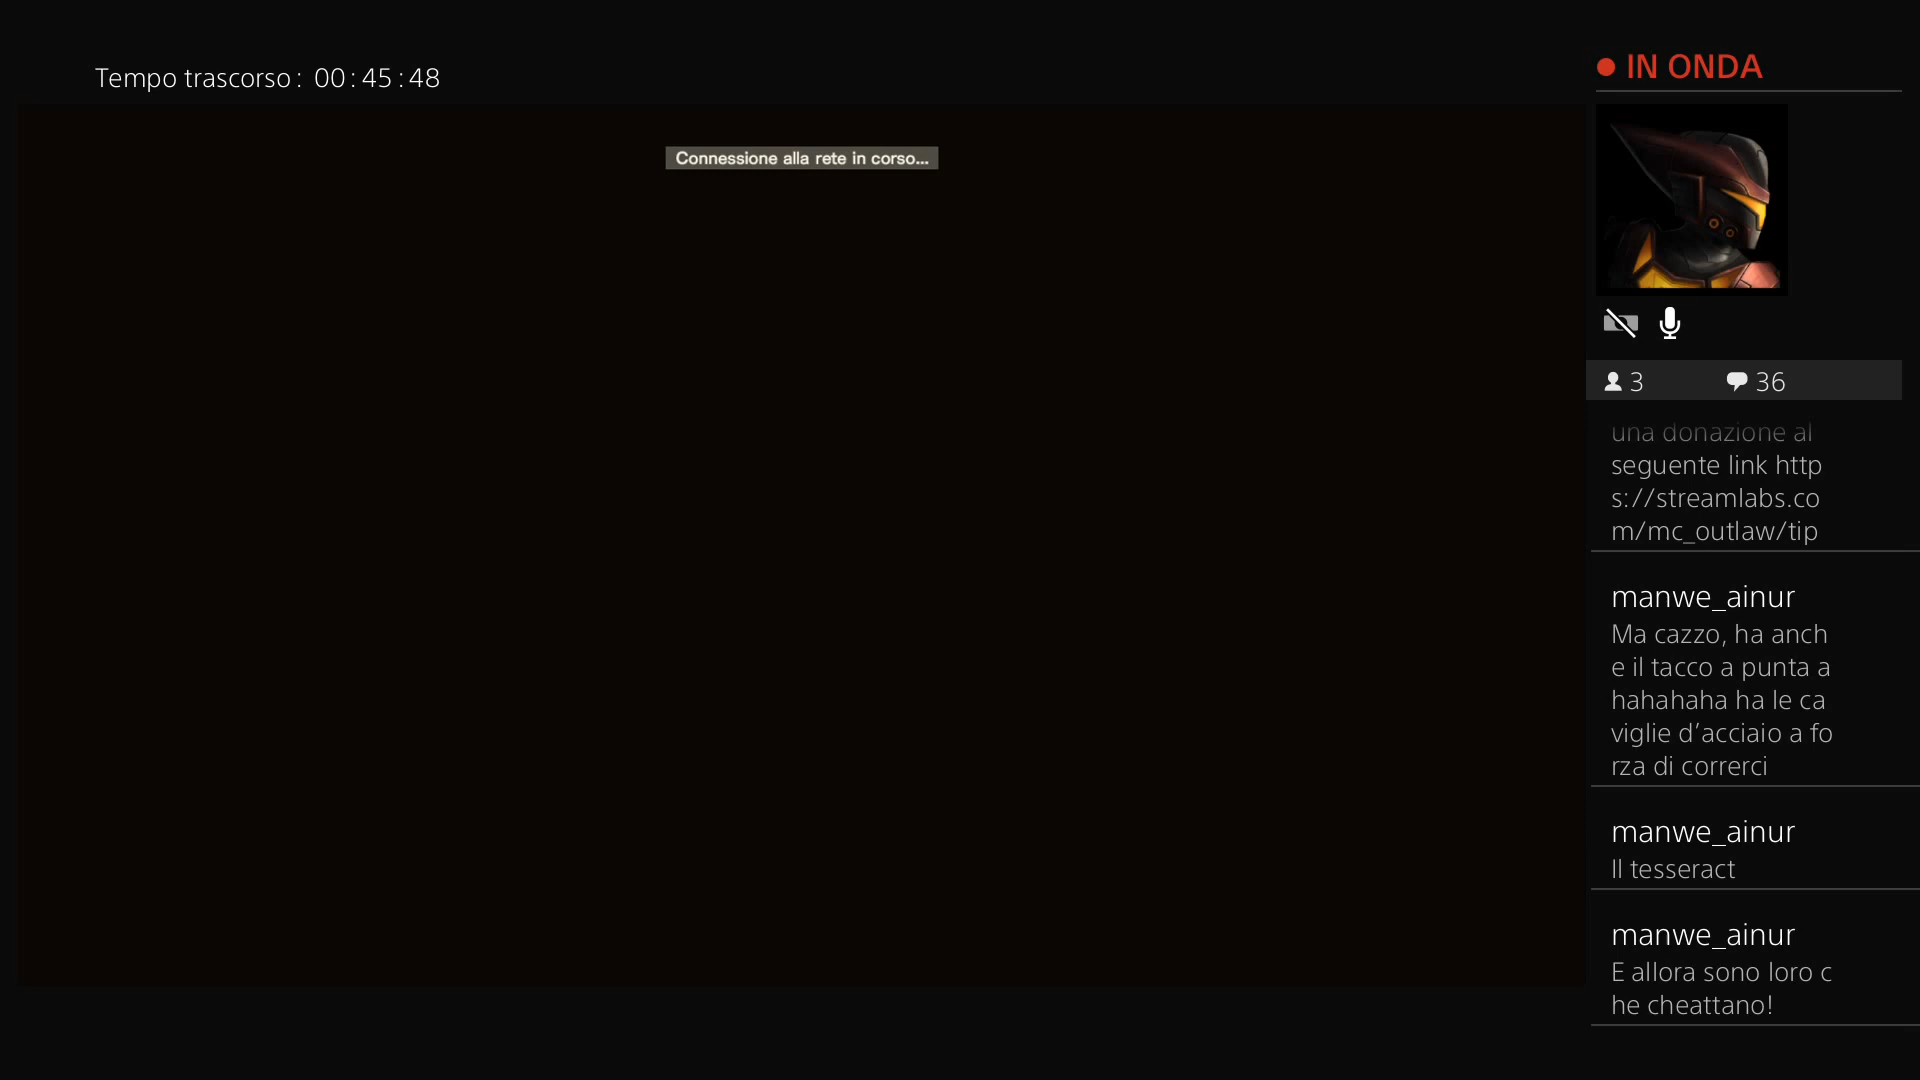 Tempo trascorso: 00:45:48
IN ONDA
Connessione alla rete in corso...
3 36
una donazione al
seguente link http
s://streamlabs.co
m/mc_outlaw/tip
manwe_ainur
Ma cazzo, ha anch
e il tacco a punta a
hahahaha ha le ca
viglie d'acciaio a fo
rza di correrci
manwe_ainur
Il tesseract
manwe_ainur
E allora sono loro c
he cheattano!